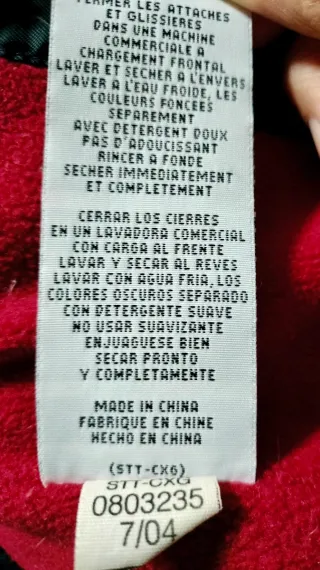 FERMER LES ATTACHES
ET GLISSIERES
DANS UNE MACHINE
COMMERCIALE A
CHARGEMENT FRONTAL
LAVER ET SECHER A L'ENVERS
LAVER A L'EAU FROIDE, LES
COULEURS FONCEES
SEPAREMENT
AVEC DETERGENT DOUX
PAS D'ADOUCISSANT
RINCER A FONDE
SECHER IMMEDIATEMENT
ET COMPLETEMENT
CERRAR LOS CIERRES
EN UN LAVADORA COMERCIAL
CON CARGA AL FRENTE
LAVAR Y SECAR AL REVES
LAVAR CON AGUA FRIA, LOS
COLORES OSCUROS SEPARADO
CON DETERGENTE SUAVE
NO USAR SUAVIZANTE
ENJUAGUESE BIEN
SECAR PRONTO
Y COMPLETAMENTE
MADE IN CHINA
FABRIQUE EN CHINE
HECHO EN CHINA
(STT-CX6)
STT-CXG
0803235
7/04